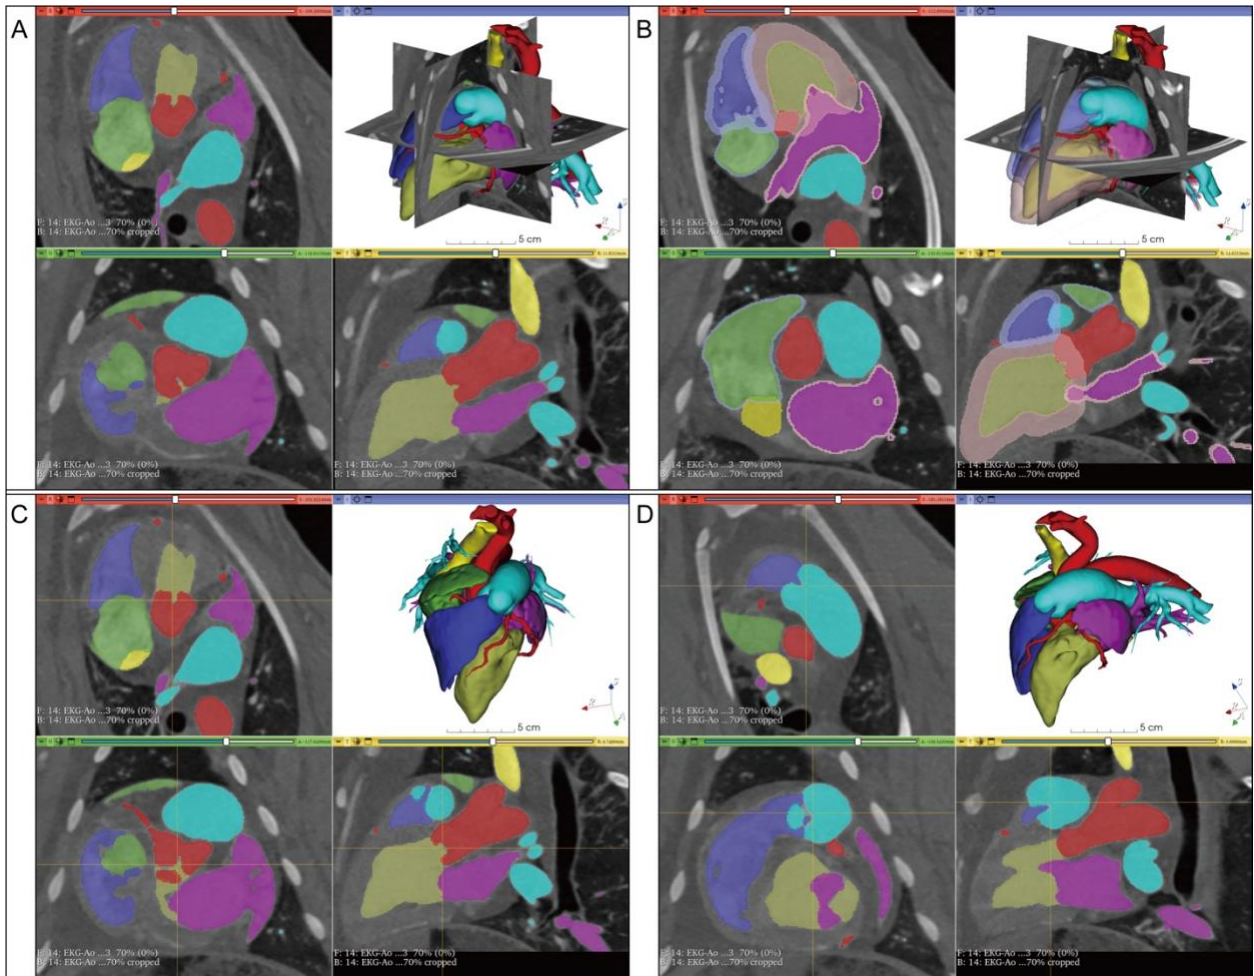 A
F: 14: EKG-Ao ...3 70% (0%)
B: 14: EKG-Ao ...70% cropped
5 cm
F: 14: EKG-Ao ...3 70% (0%)
B: 14: EKG-Ao ...70% cropped
F: 14: EKG-Ao ...3 70% (0%)
B: 14: EKG-Ao ...70% cropped
B
F: 14: EKG-Ao ...3 70% (0%)
B: 14: EKG-Ao ...70% cropped
5 cm
F: 14: EKG-Ao ...3 70% (0%)
B: 14: EKG-Ao ...70% cropped
F: 14: EKG-Ao ...3 70% (0%)
B: 14: EKG-Ao ...70% cropped
C
F: 14: EKG-Ao ...3 70% (0%)
B: 14: EKG-Ao ...70% cropped
5 cm
F: 14: EKG-Ao ...3 70% (0%)
B: 14: EKG-Ao ...70% cropped
F: 14: EKG-Ao ...3 70% (0%)
B: 14: EKG-Ao ...70% cropped
D
F: 14: EKG-Ao ...3 70% (0%)
B: 14: EKG-Ao ...70% cropped
5 cm
F: 14: EKG-Ao ...3 70% (0%)
B: 14: EKG-Ao ...70% cropped
F: 14: EKG-Ao ...3 70% (0%)
B: 14: EKG-Ao ...70% cropped